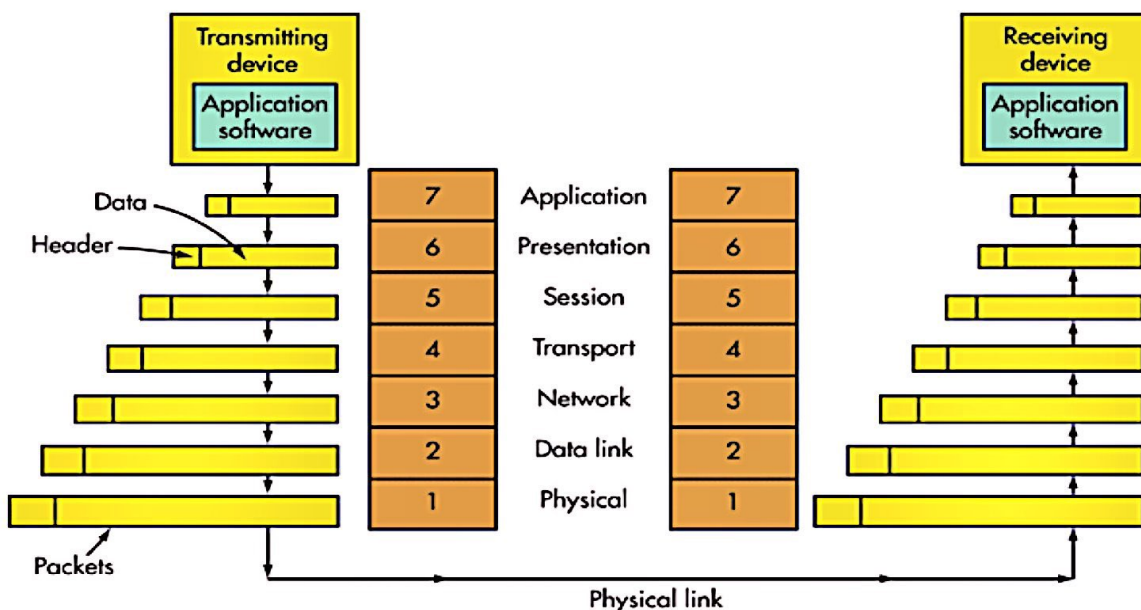 Transmitting
device
Application
software
Receiving
device
Application
software
Data
Header
7 Application 7
6 Presentation 6
5 Session 5
4 Transport 4
3 Network 3
2 Data link 2
1 Physical 1
Packets
Physical link